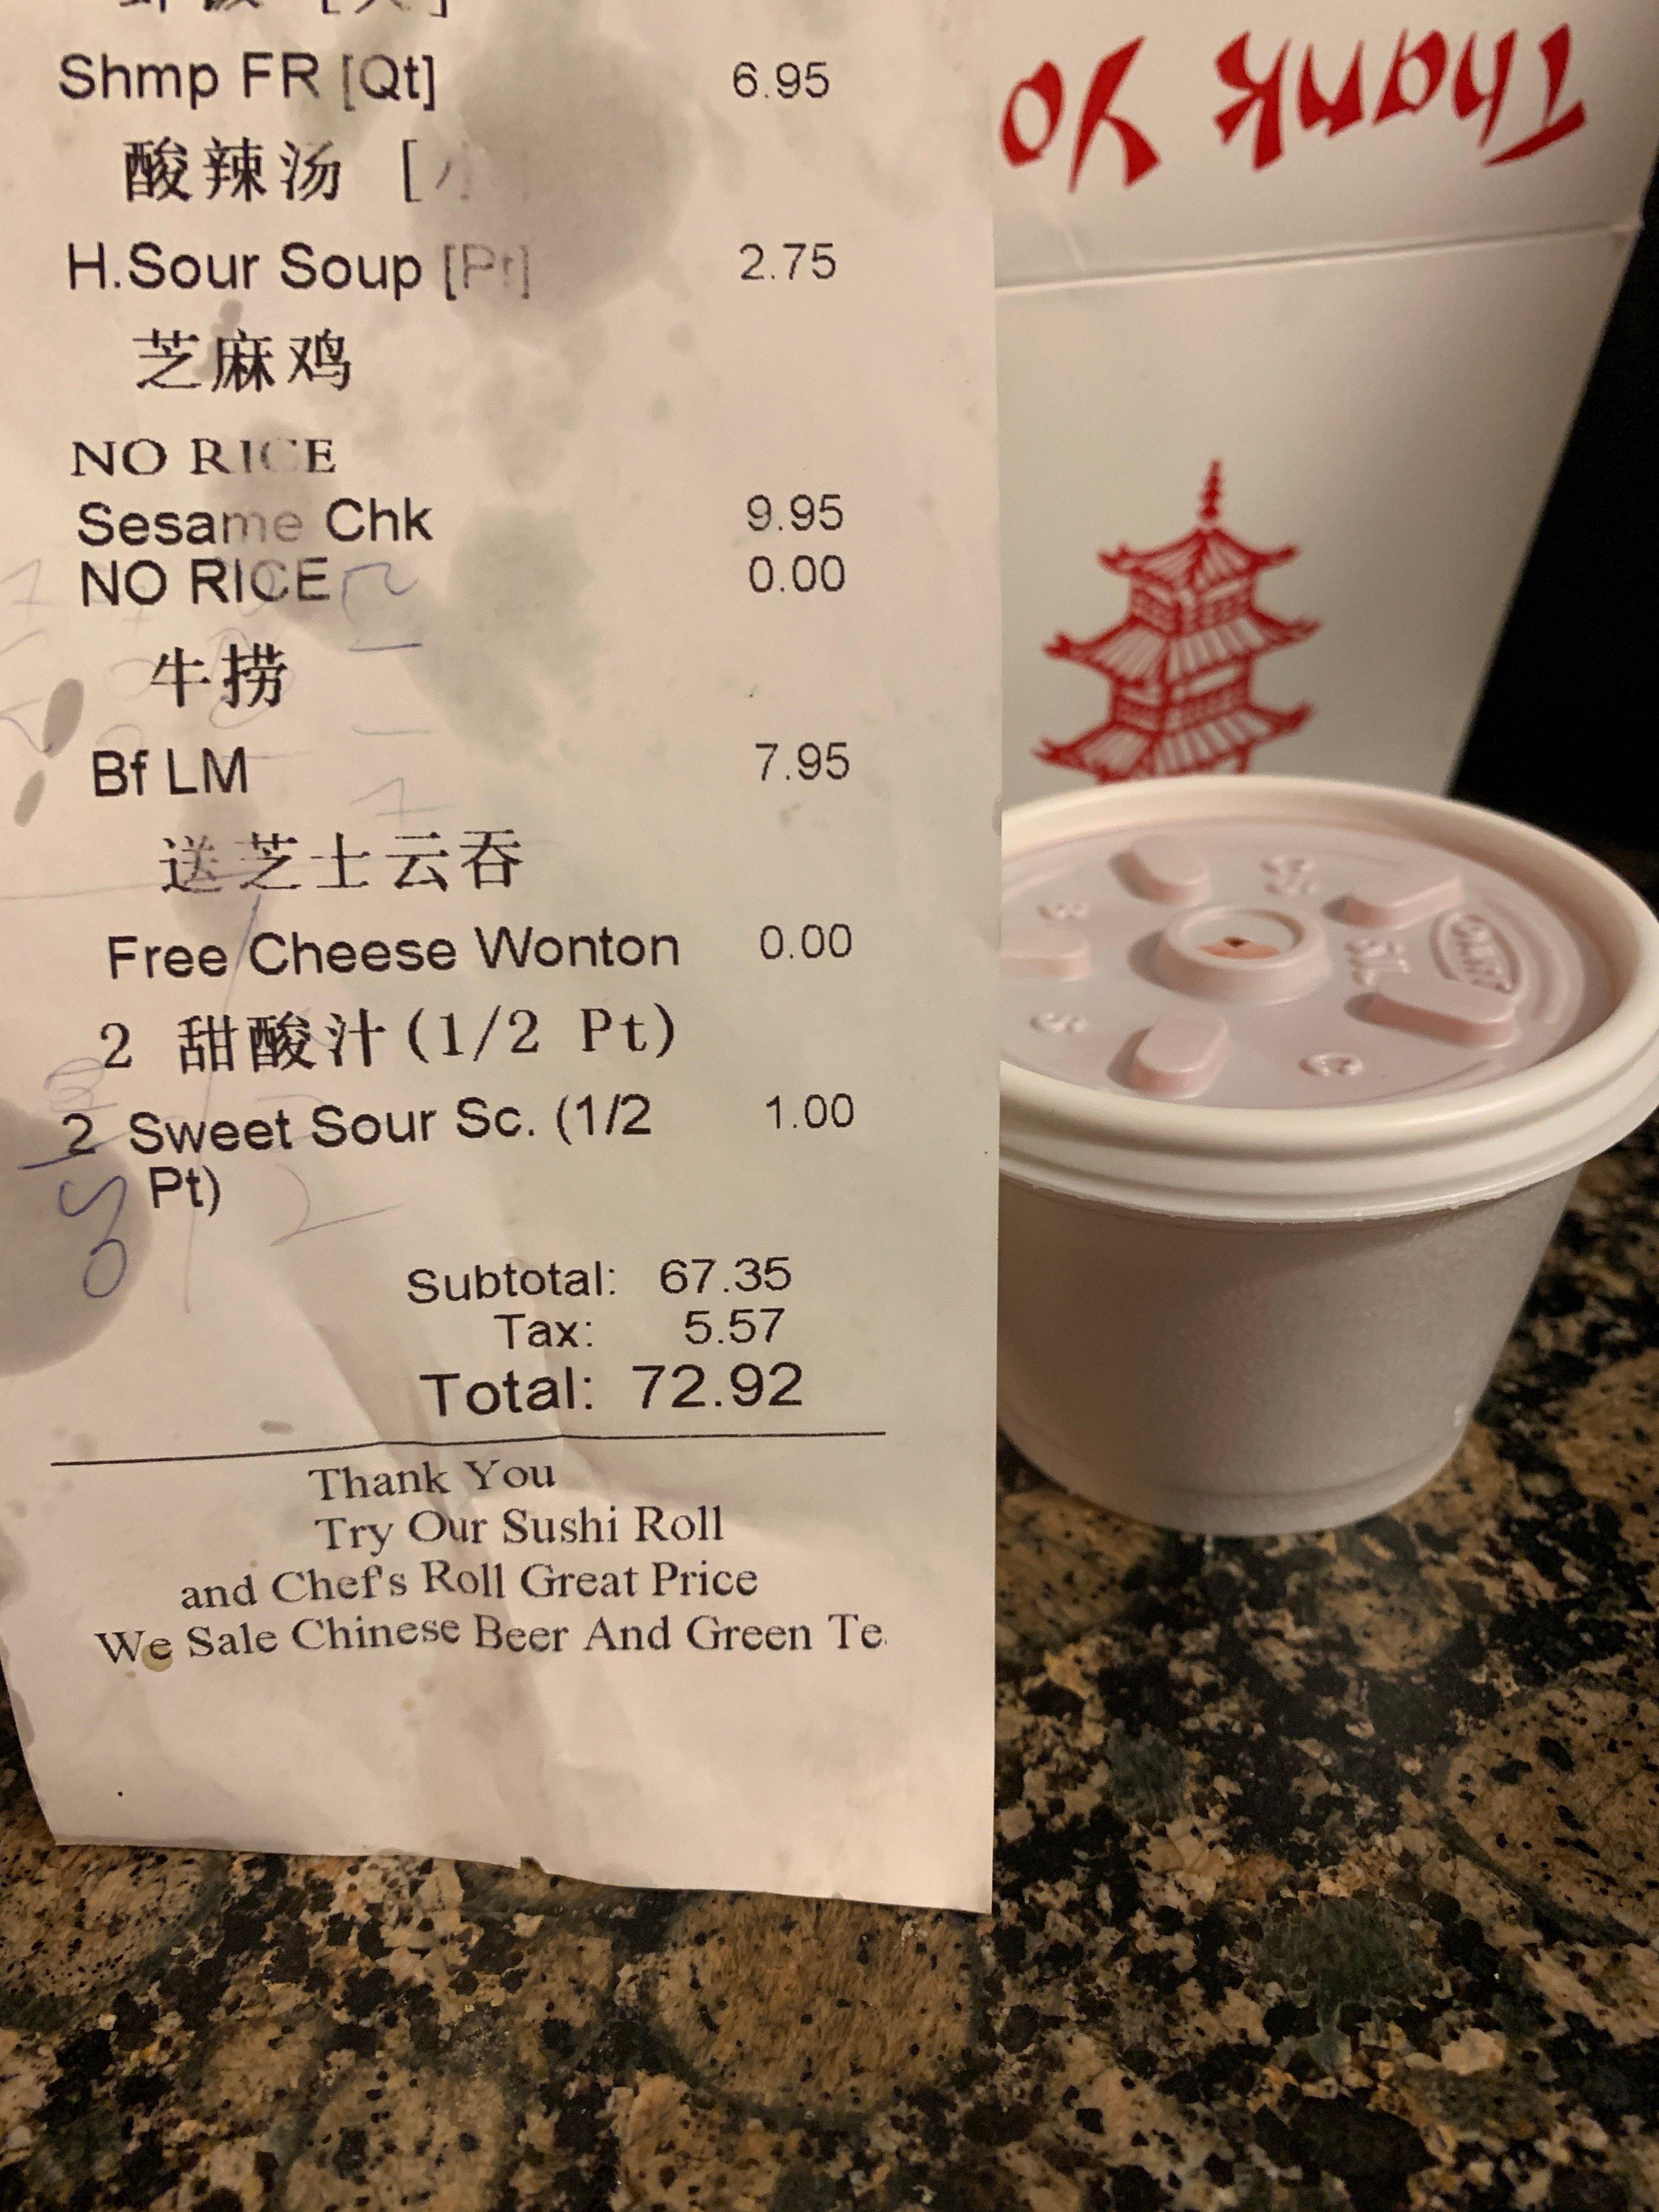 Shmp FR [Qt] 6.95
酸辣汤 [小
H.Sour Soup [Pt] 2.75
芝麻鸡
NO RICE
Sesame Chk 9.95
NO RICE 0.00
牛捞
Bf LM 7.95
送芝士云吞
Free Cheese Wonton 0.00
2 甜酸汁(1/2 Pt)
2 Sweet Sour Sc. (1/2 1.00
Pt)
Subtotal: 67.35
Tax: 5.57
Total: 72.92
Thank You
Try Our Sushi Roll
and Chef's Roll Great Price
We Sale Chinese Beer And Green Te
Thank Yo